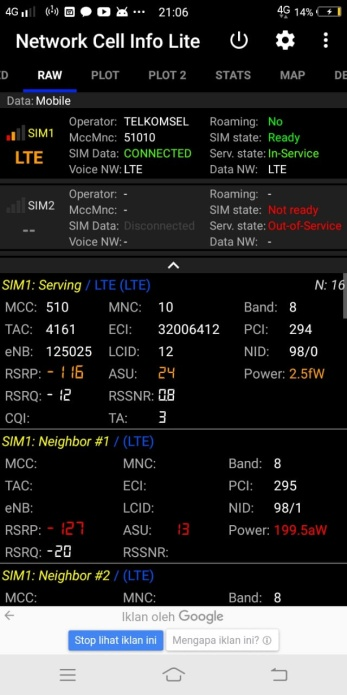 4G 21:06 4G 14%
Network Cell Info Lite
D RAW PLOT PLOT 2 STATS MAP DE
Data: Mobile
SIM1 LTE
Operator: TELKOMSEL Roaming: No
MccMnc: 51010 SIM state: Ready
SIM Data: CONNECTED Serv. state: In-Service
Voice NW: LTE Data NW: LTE
SIM2 --
Operator: - Roaming: -
MccMnc: - SIM state: Not ready
SIM Data: Disconnected Serv. state: Out-of-Service
Voice NW: - Data NW: -
SIM1: Serving / LTE (LTE) N: 16
MCC: 510 MNC: 10 Band: 8
TAC: 4161 ECI: 32006412 PCI: 294
eNB: 125025 LCID: 12 NID: 98/0
RSRP: -116 ASU: 24 Power: 2.5fW
RSRQ: -12 RSSNR: 0.8
CQI: TA: 3
SIM1: Neighbor #1 / (LTE)
MCC: MNC: Band: 8
TAC: ECI: PCI: 295
eNB: LCID: NID: 98/1
RSRP: -127 ASU: 13 Power: 199.5aW
RSRQ: -20 RSSNR:
SIM1: Neighbor #2 / (LTE)
MCC: MNC: Band: 8
Iklan oleh Google
Stop lihat iklan ini Mengapa iklan ini?